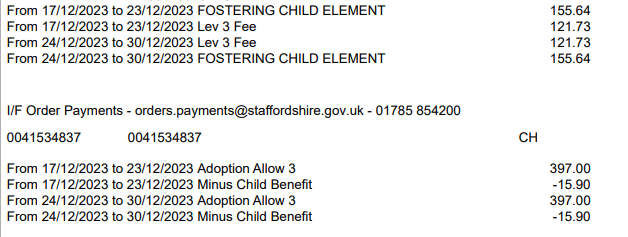 From 17/12/2023 to 23/12/2023 FOSTERING CHILD ELEMENT 155.64
From 17/12/2023 to 23/12/2023 Lev 3 Fee 121.73
From 24/12/2023 to 30/12/2023 Lev 3 Fee 121.73
From 24/12/2023 to 30/12/2023 FOSTERING CHILD ELEMENT 155.64
I/F Order Payments - orders.payments@staffordshire.gov.uk - 01785 854200
0041534837 0041534837 CH
From 17/12/2023 to 23/12/2023 Adoption Allow 3 397.00
From 17/12/2023 to 23/12/2023 Minus Child Benefit -15.90
From 24/12/2023 to 30/12/2023 Adoption Allow 3 397.00
From 24/12/2023 to 30/12/2023 Minus Child Benefit -15.90